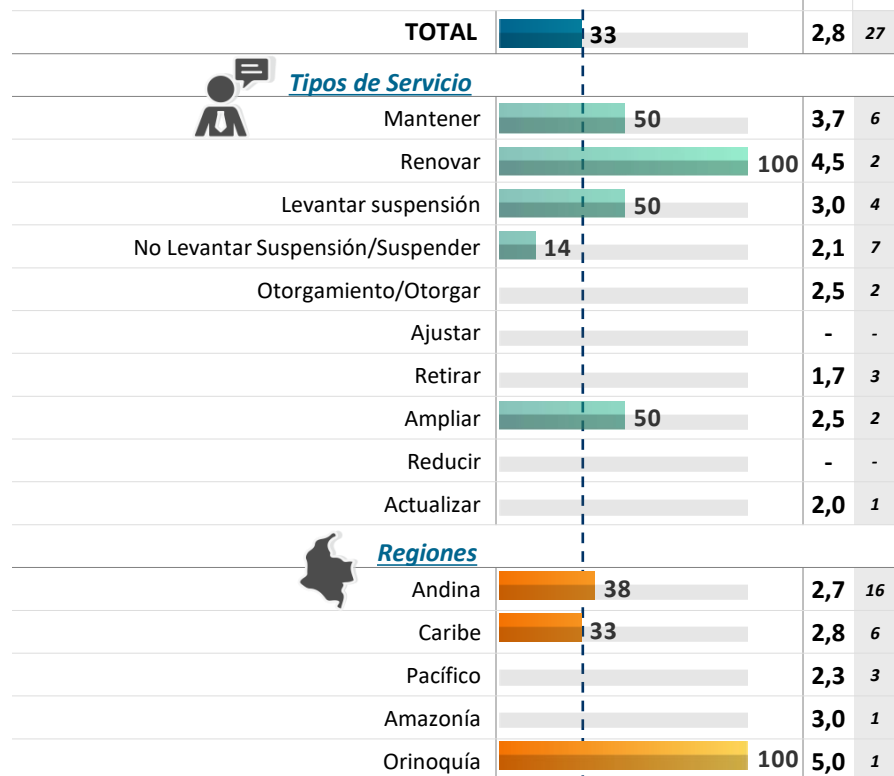 TOTAL 33 2,8 27
Tipos de Servicio
Mantener 50 3,7 6
Renovar 100 4,5 2
Levantar suspensión 50 3,0 4
No Levantar Suspensión/Suspender 14 2,1 7
Otorgamiento/Otorgar 2,5 2
Ajustar - -
Retirar 1,7 3
Ampliar 50 2,5 2
Reducir - -
Actualizar 2,0 1
Regiones
Andina 38 2,7 16
Caribe 33 2,8 6
Pacífico 2,3 3
Amazonía 3,0 1
Orinoquía 100 5,0 1